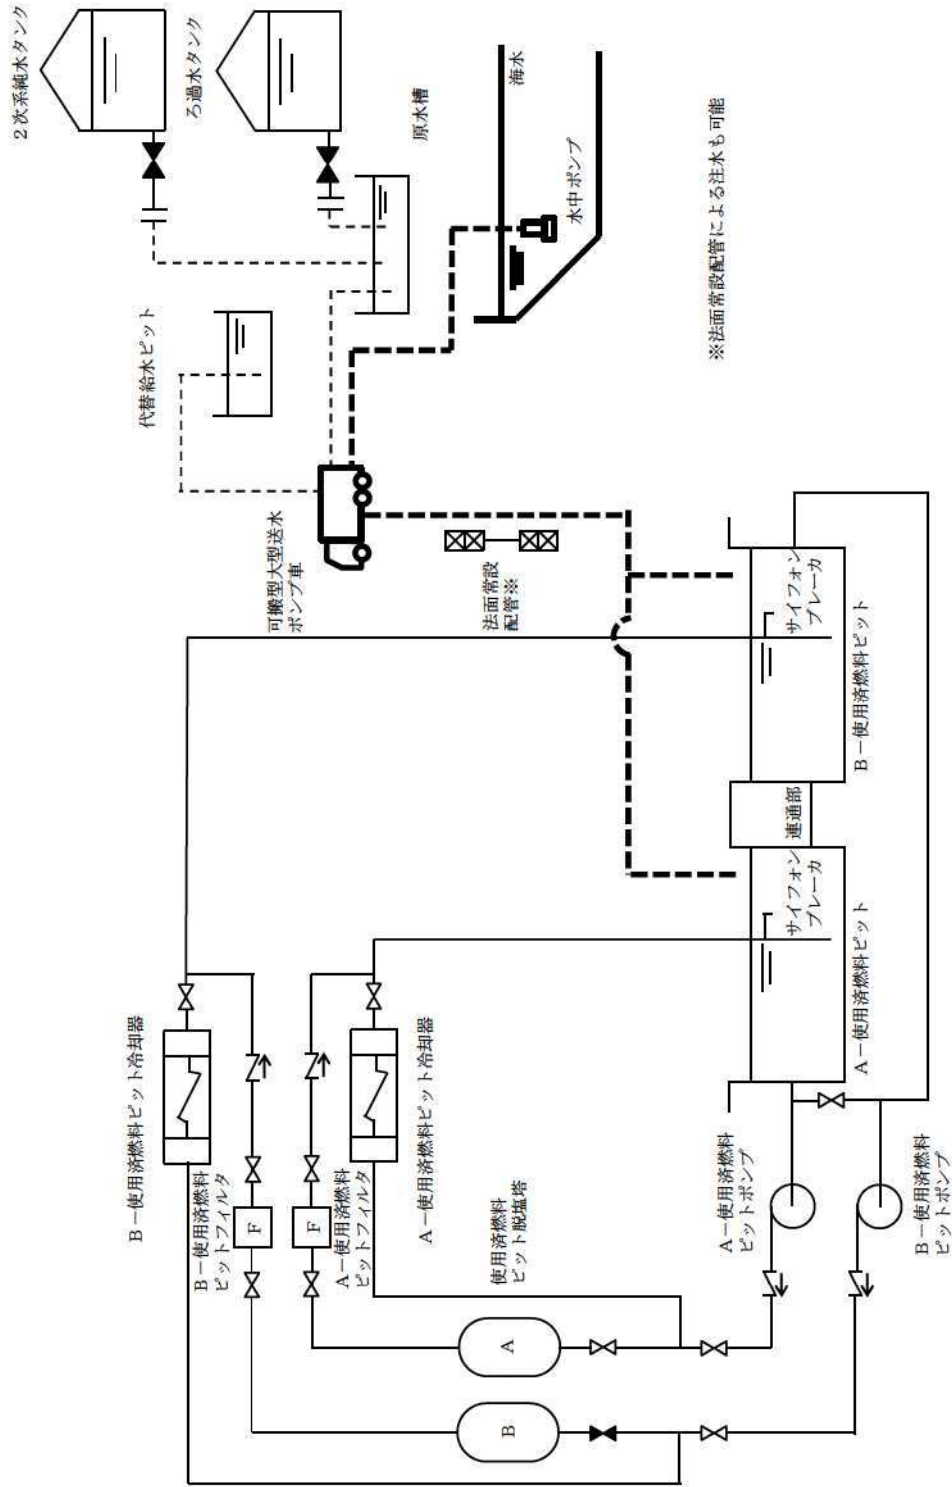 2次系純水タンク
ろ過水タンク
原水槽
海水
水中ポンプ
代替給水ピット
可搬型大型送水
ポンプ車
法面常設
配管※
※法面常設配管による注水も可能
B－使用済燃料ピット冷却器
B－使用済燃料
ピットフィルタ
F
F
A－使用済燃料
ピットフィルタ
A－使用済燃料ピット冷却器
使用済燃料
ピット脱塩塔
A
B
サイフォン
ブレーカ
サイフォン
ブレーカ
連通部
A－使用済燃料ピット
B－使用済燃料ピット
A－使用済燃料
ピットポンプ
B－使用済燃料
ピットポンプ